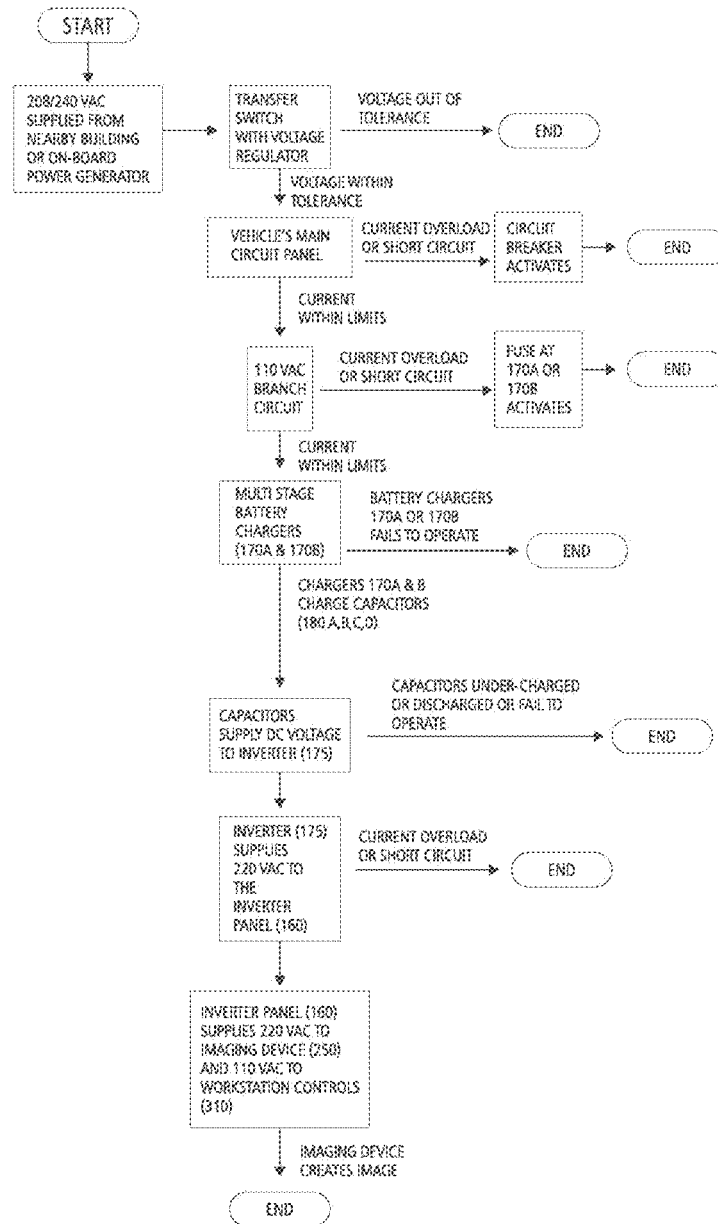 START
208/240 VAC
SUPPLIED FROM
NEARBY BUILDING
OR ON-BOARD
POWER GENERATOR
TRANSFER
SWITCH
WITH VOLTAGE
REGULATOR
VOLTAGE OUT OF
TOLERANCE
END
VOLTAGE WITHIN
TOLERANCE
VEHICLE'S MAIN
CIRCUIT PANEL
CURRENT OVERLOAD
OR SHORT CIRCUIT
CIRCUIT
BREAKER
ACTIVATES
END
CURRENT
WITHIN LIMITS
110 VAC
BRANCH
CIRCUIT
CURRENT OVERLOAD
OR SHORT CIRCUIT
FUSE AT
170A OR
170B
ACTIVATES
END
CURRENT
WITHIN LIMITS
MULTI STAGE
BATTERY
CHARGERS
(170A & 170B)
BATTERY CHARGERS
170A OR 170B
FAILS TO OPERATE
END
CHARGERS 170A & B
CHARGE CAPACITORS
(180 A,B,C,D)
CAPACITORS
SUPPLY DC VOLTAGE
TO INVERTER (175)
CAPACITORS UNDER-CHARGED
OR DISCHARGED OR FAIL TO
OPERATE
END
INVERTER (175)
SUPPLIES
220 VAC TO
THE
INVERTER
PANEL (160)
CURRENT OVERLOAD
OR SHORT CIRCUIT
END
INVERTER PANEL (160)
SUPPLIES 220 VAC TO
IMAGING DEVICE (250)
AND 110 VAC TO
WORKSTATION CONTROLS
(310)
IMAGING DEVICE
CREATES IMAGE
END